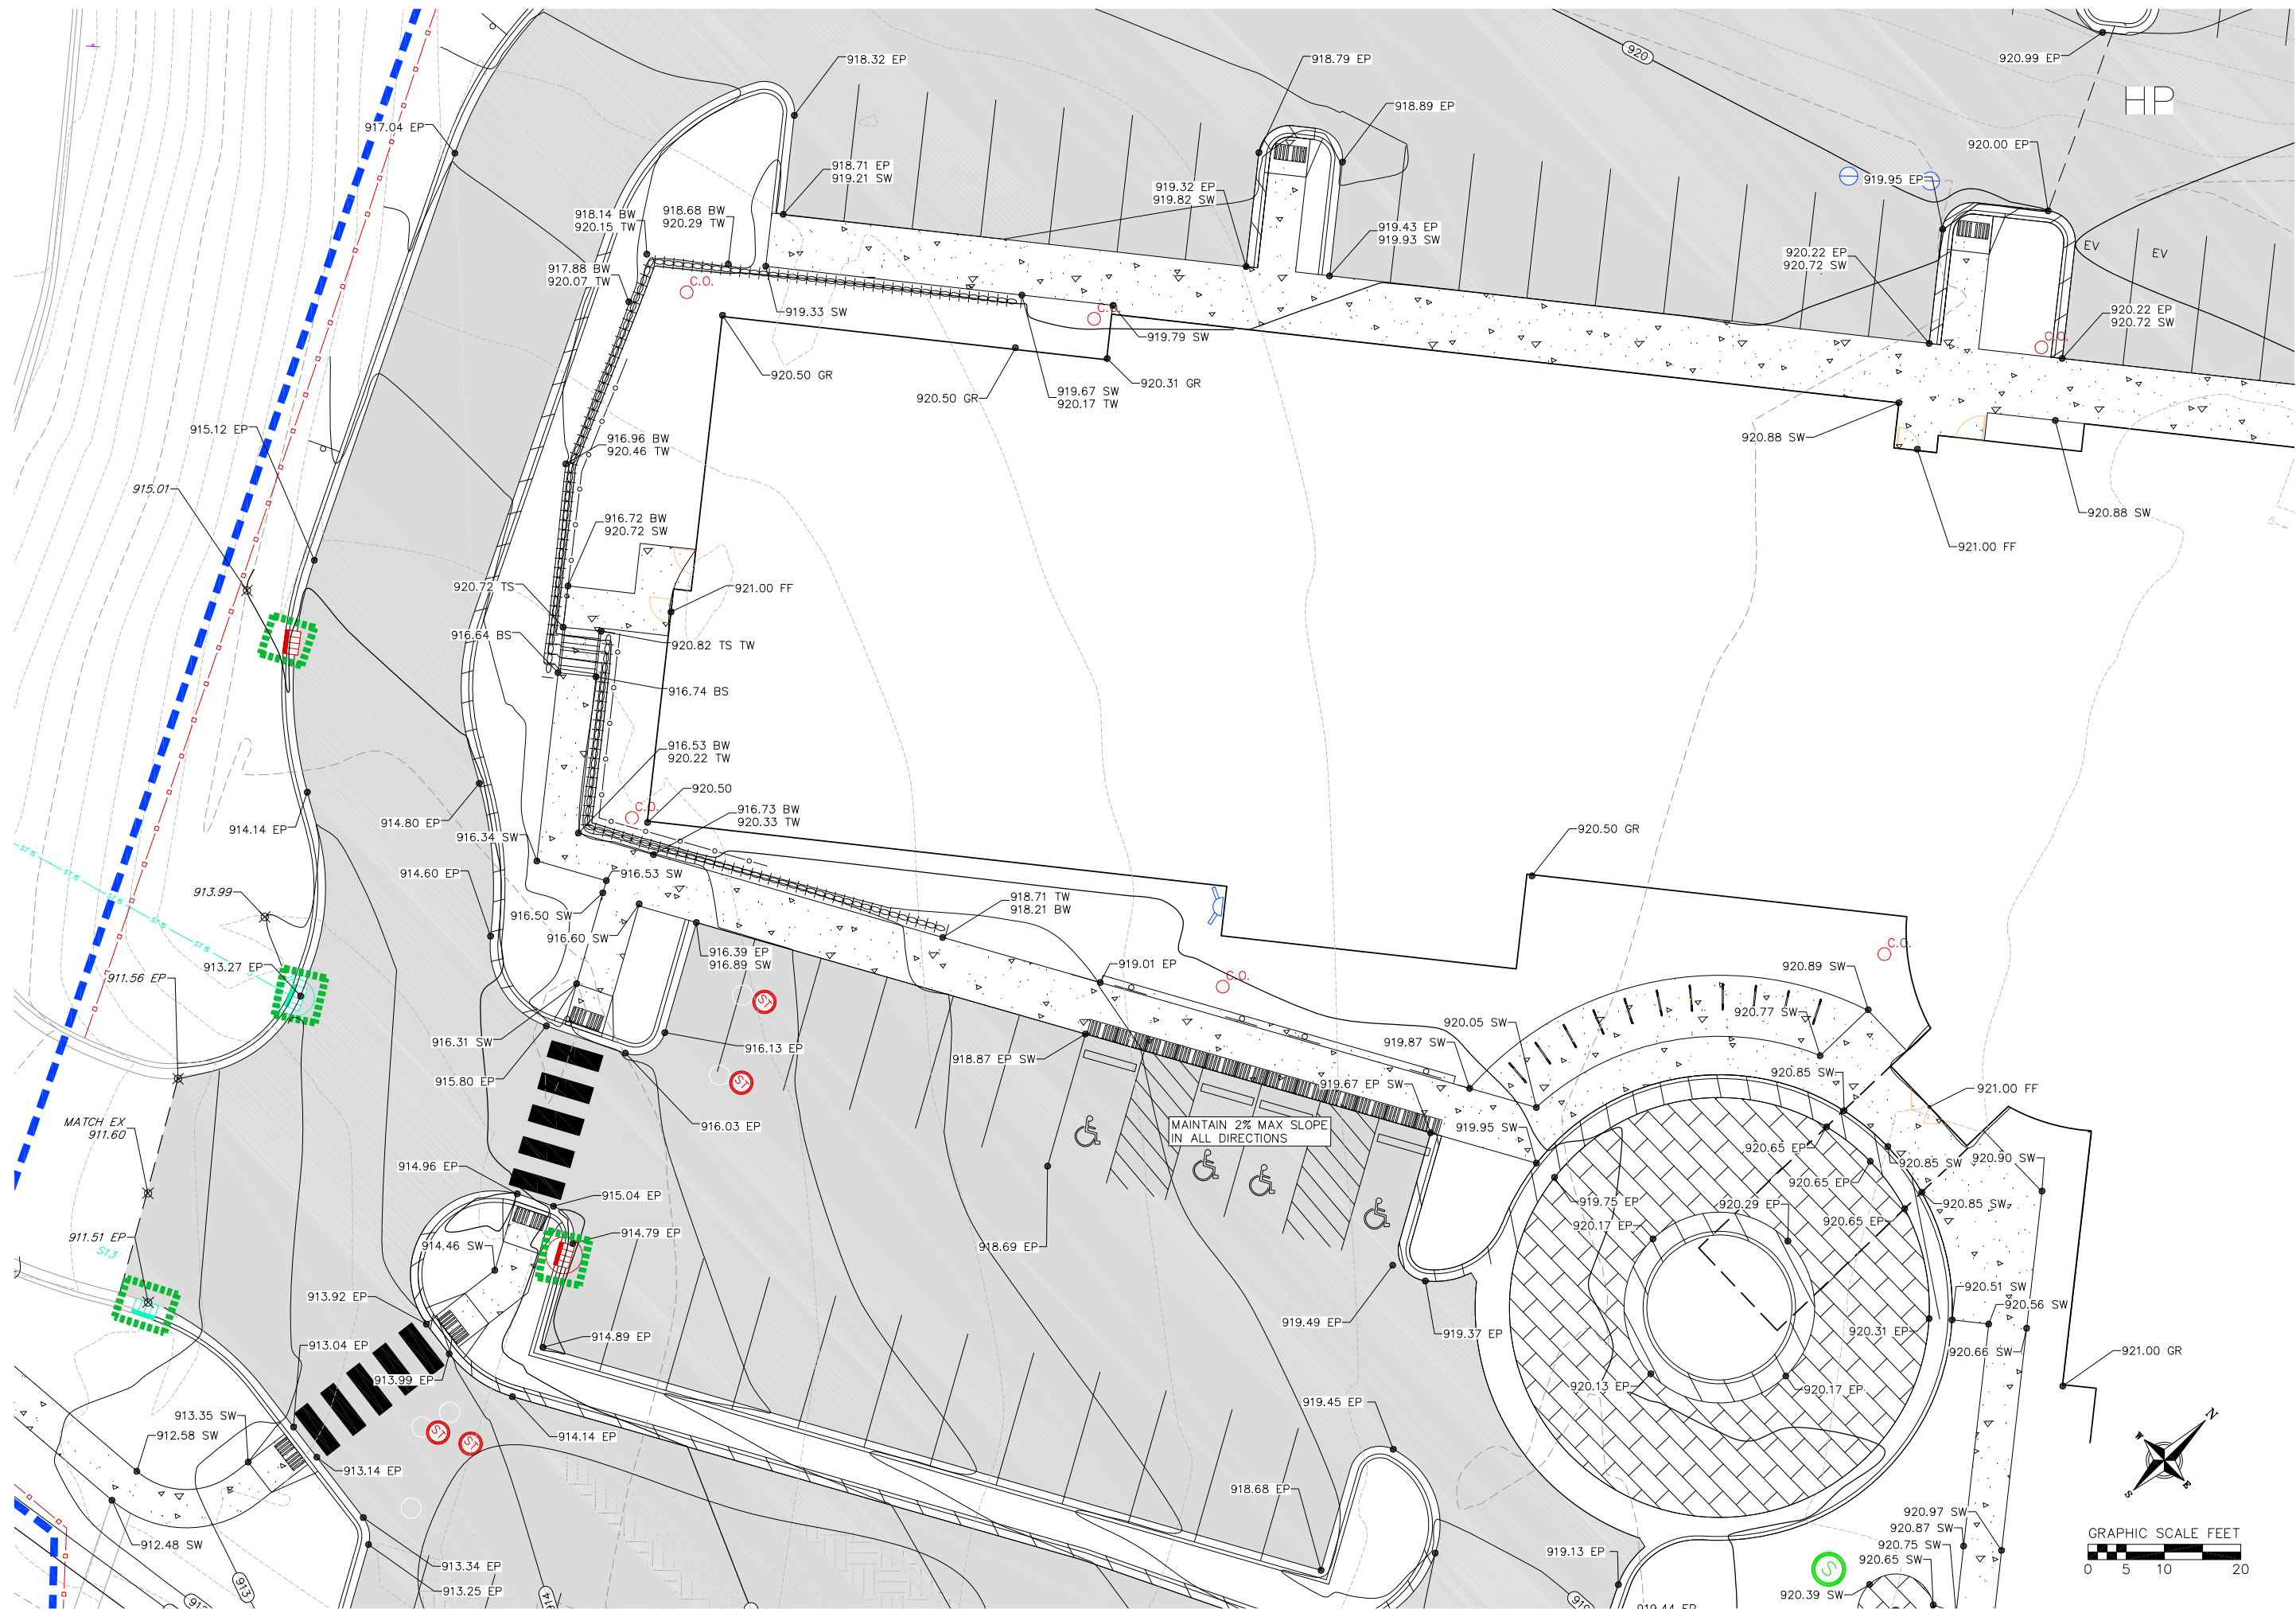 920
920.99 EP
HP
918.32 EP
918.79 EP
918.89 EP
917.04 EP
920.00 EP
919.95 EP
918.71 EP
919.21 SW
919.32 EP
919.82 SW
918.14 BW
920.15 TW
918.68 BW
920.29 TW
919.43 EP
919.93 SW
EV
EV
920.22 EP
920.72 SW
917.88 BW
920.07 TW
C.O.
C.O.
919.33 SW
919.79 SW
920.22 EP
920.72 SW
C.O.
920.50 GR
920.31 GR
919.67 SW
920.17 TW
920.50 GR
915.12 EP
916.96 BW
920.46 TW
920.88 SW
915.01
916.72 BW
920.72 SW
920.88 SW
921.00 FF
920.72 TS
921.00 FF
916.64 BS
920.82 TS TW
916.74 BS
916.53 BW
920.22 TW
920.50
C.O.
916.73 BW
920.33 TW
914.14 EP
914.80 EP
916.34 SW
920.50 GR
ST 15
ST 15
ST 15
ST 15
ST 15
914.60 EP
916.53 SW
913.99
916.50 SW
918.71 TW
918.21 BW
916.60 SW
C.O.
916.39 EP
916.89 SW
913.27 EP
911.56 EP
919.01 EP
C.O.
920.89 SW
ST
920.77 SW
920.05 SW
916.31 SW
919.87 SW
916.13 EP
918.87 EP SW
915.80 EP
ST
920.85 SW
919.67 EP SW
921.00 FF
MATCH EX
911.60
916.03 EP
MAINTAIN 2% MAX SLOPE
IN ALL DIRECTIONS
919.95 SW
920.65 EP
920.85 SW
920.90 SW
914.96 EP
920.65 EP
915.04 EP
919.75 EP
920.29 EP
920.85 SW
920.17 EP
920.65 EP
911.51 EP
S13
914.79 EP
914.46 SW
918.69 EP
920.51 SW
913.92 EP
920.56 SW
919.49 EP
919.37 EP
920.31 EP
914.89 EP
913.04 EP
920.66 SW
921.00 GR
913.99 EP
920.13 EP
920.17 EP
919.45 EP
913.35 SW
912.58 SW
ST
ST
914.14 EP
N
W
E
S
913.14 EP
918.68 EP
920.97 SW
920.87 SW
GRAPHIC SCALE FEET
912.48 SW
920.75 SW
919.13 EP
920.65 SW
0 5 10 20
913.34 EP
S
913.25 EP
913
920.39 SW
914
919.44 EP